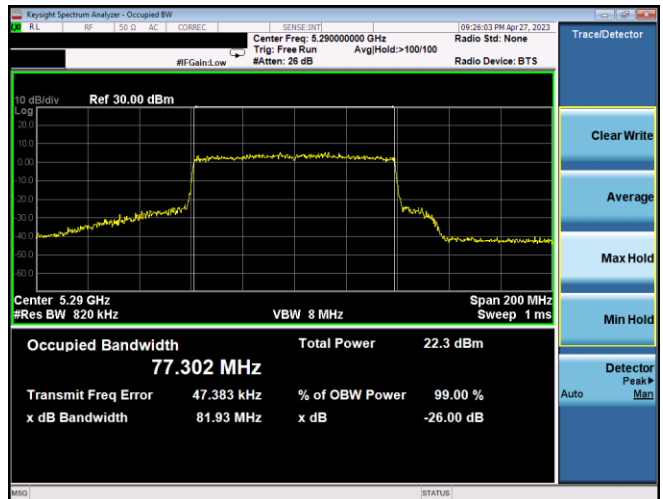 Keysight Spectrum Analyzer - Occupied BW
LXI RL RF 50 Ω AC CORREC SENSE:INT 09:26:03 PM Apr 27, 2023
Center Freq: 5.290000000 GHz Radio Std: None
Trig: Free Run Avg|Hold:>100/100
#IFGain:Low #Atten: 26 dB Radio Device: BTS
Trace/Detector
10 dB/div Ref 30.00 dBm
Log
20.0
10.0
0.00
-10.0
-20.0
-30.0
-40.0
-50.0
-60.0
Center 5.29 GHz Span 200 MHz
#Res BW 820 kHz VBW 8 MHz Sweep 1 ms
Occupied Bandwidth Total Power 22.3 dBm
77.302 MHz
Transmit Freq Error 47.383 kHz % of OBW Power 99.00 %
x dB Bandwidth 81.93 MHz x dB -26.00 dB
Clear Write
Average
Max Hold
Min Hold
Detector
Peak▶
Auto Man
MSG STATUS